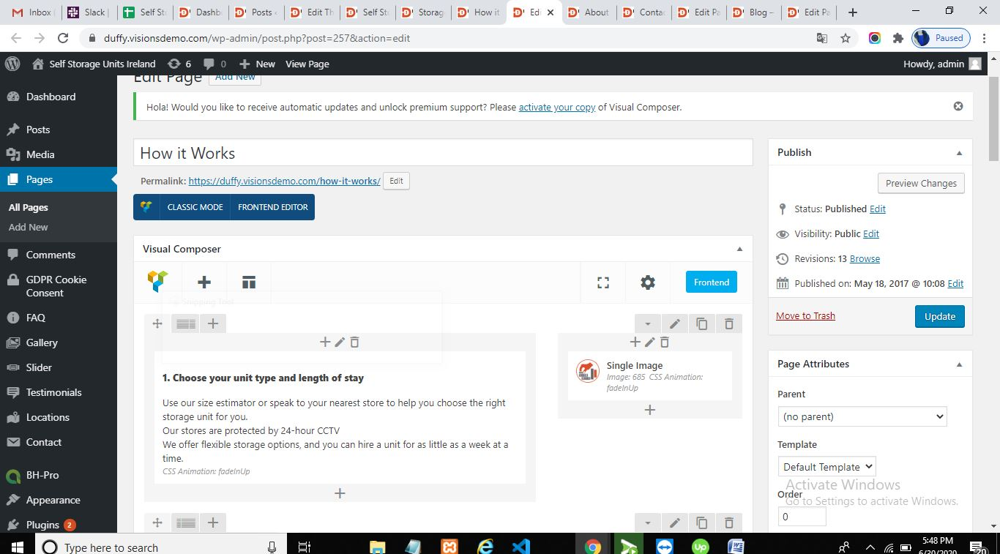 Inbox (
Slack |
Self St
Dashb
Posts
Edit Th
Self St
Storag
How it
Edi
About
Contac
Edit Pa
Blog –
Edit Pa
duffy.visionsdemo.com/wp-admin/post.php?post=257&action=edit
Paused
Self Storage Units Ireland 6 0 New View Page
Howdy, admin
Edit Page Add New
Dashboard
Posts
Media
Pages
All Pages
Add New
Comments
GDPR Cookie
Consent
FAQ
Gallery
Slider
Testimonials
Locations
Contact
BH-Pro
Appearance
Plugins 2
Hola! Would you like to receive automatic updates and unlock premium support? Please activate your copy of Visual Composer.
How it Works
Permalink: https://duffy.visionsdemo.com/how-it-works/ Edit
CLASSIC MODE FRONTEND EDITOR
Visual Composer
Frontend
Snipping Tool
1. Choose your unit type and length of stay
Use our size estimator or speak to your nearest store to help you choose the right
storage unit for you.
Our stores are protected by 24-hour CCTV
We offer flexible storage options, and you can hire a unit for as little as a week at a
time.
CSS Animation: fadeInUp
Single Image
Image: 685 CSS Animation:
fadeInUp
Publish
Preview Changes
Status: Published Edit
Visibility: Public Edit
Revisions: 13 Browse
Published on: May 18, 2017 @ 10:08 Edit
Move to Trash
Update
Page Attributes
Parent
(no parent)
Template
Default Template
Order
0
Activate Windows
Go to Settings to activate Windows.
Type here to search
up
5:48 PM
6/30/2020
20